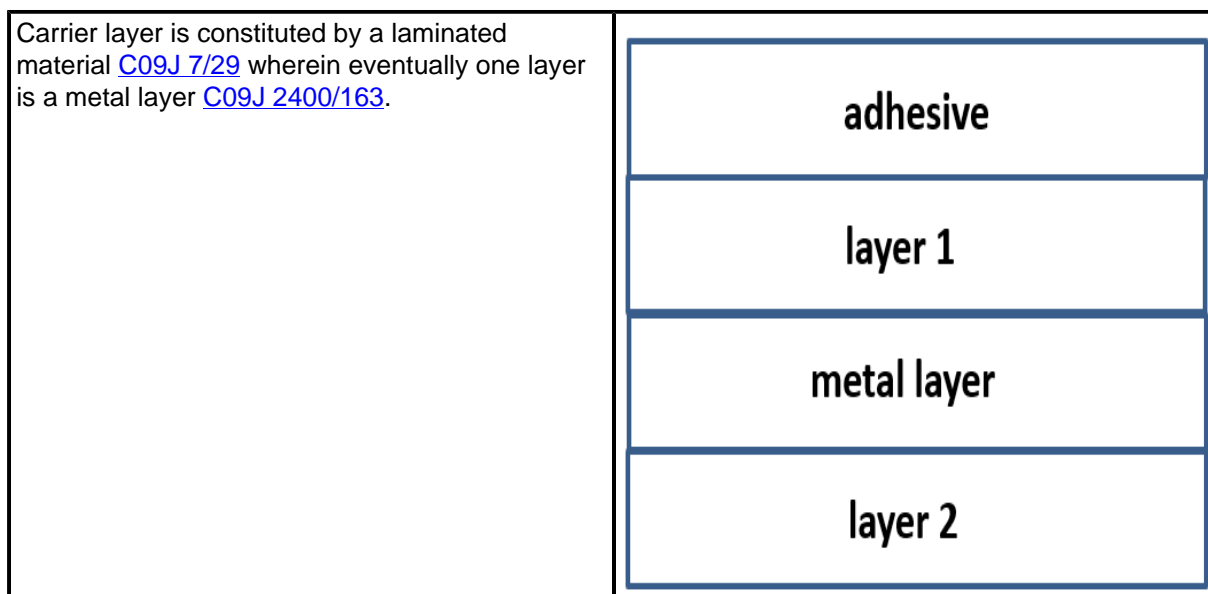 Carrier layer is constituted by a laminated
material C09J 7/29 wherein eventually one layer
is a metal layer C09J 2400/163.
adhesive
layer 1
metal layer
layer 2